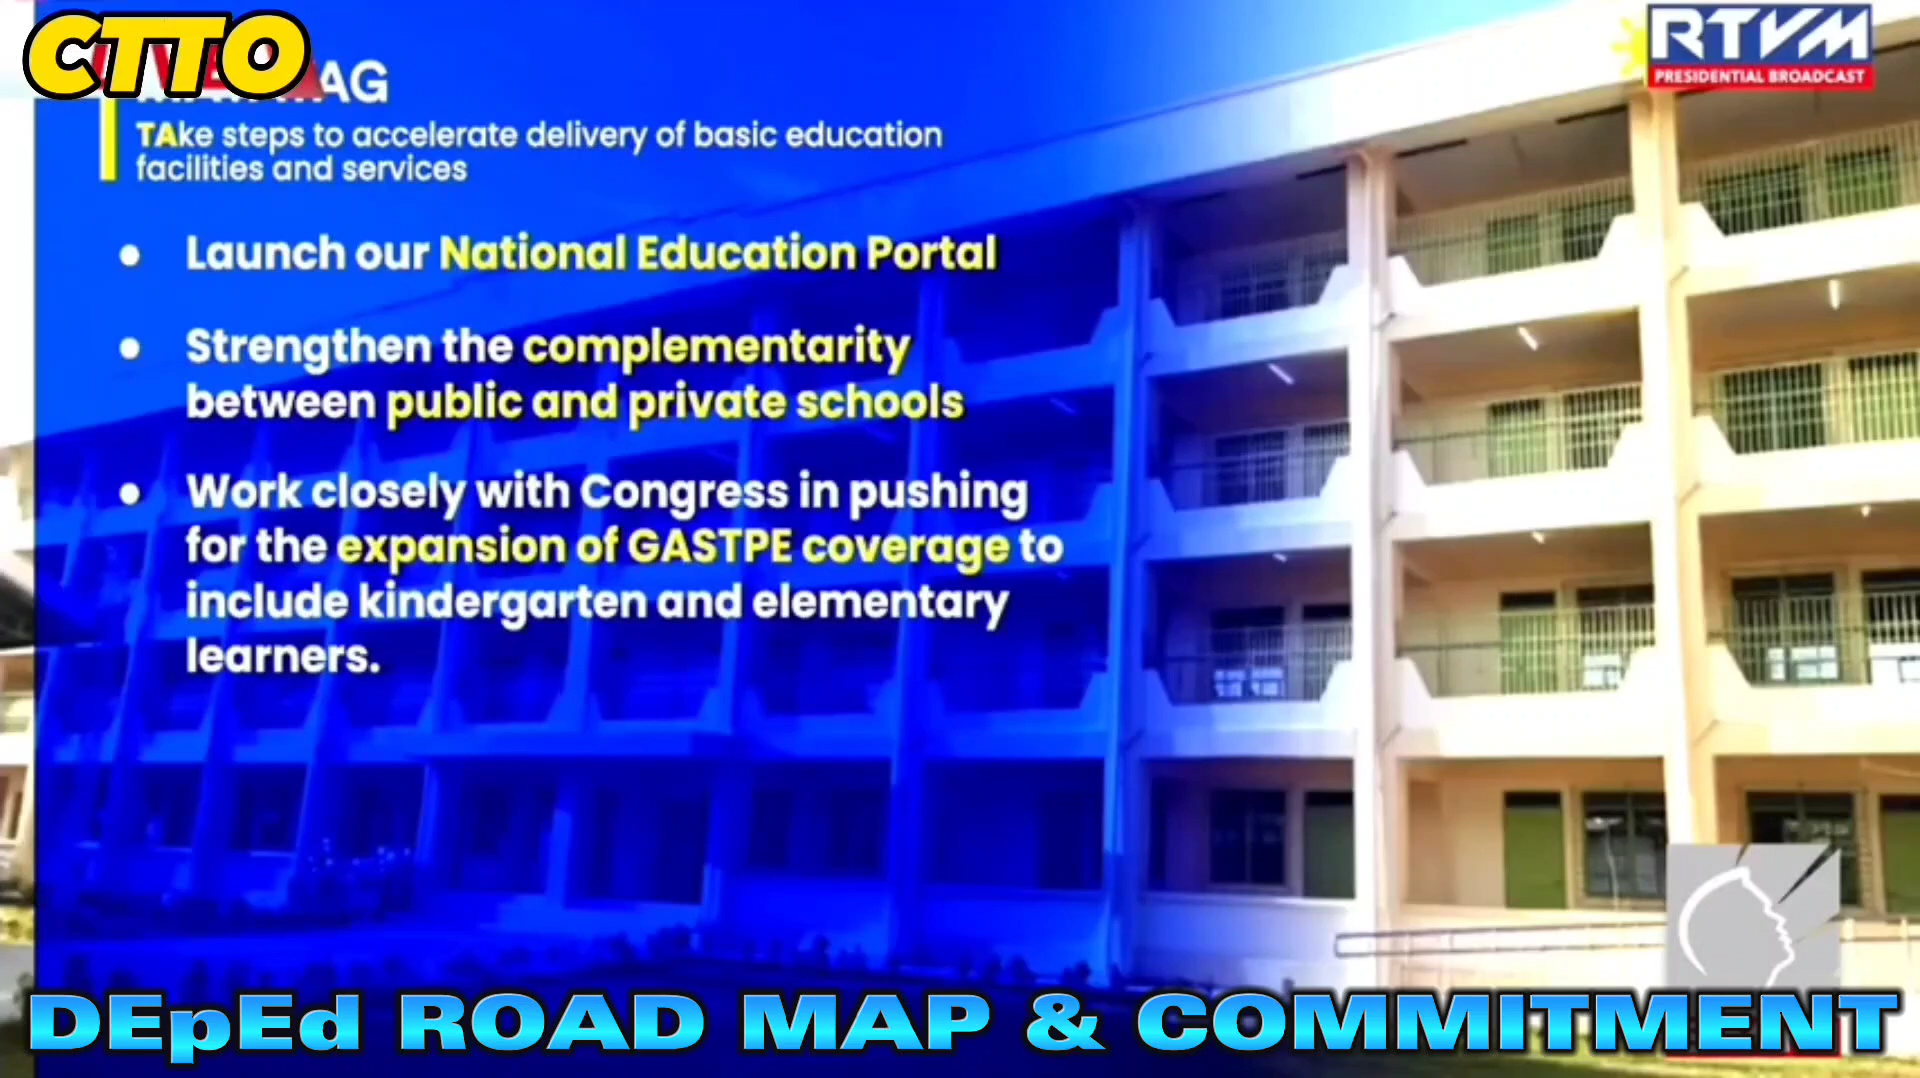 CTTO
RTVM
PRESIDENTIAL BROADCAST
TAke steps to accelerate delivery of basic education
facilities and services
• Launch our National Education Portal
• Strengthen the complementarity
between public and private schools
• Work closely with Congress in pushing
for the expansion of GASTPE coverage to
include kindergarten and elementary
learners.
DEpEd ROAD MAP & COMMITMENT